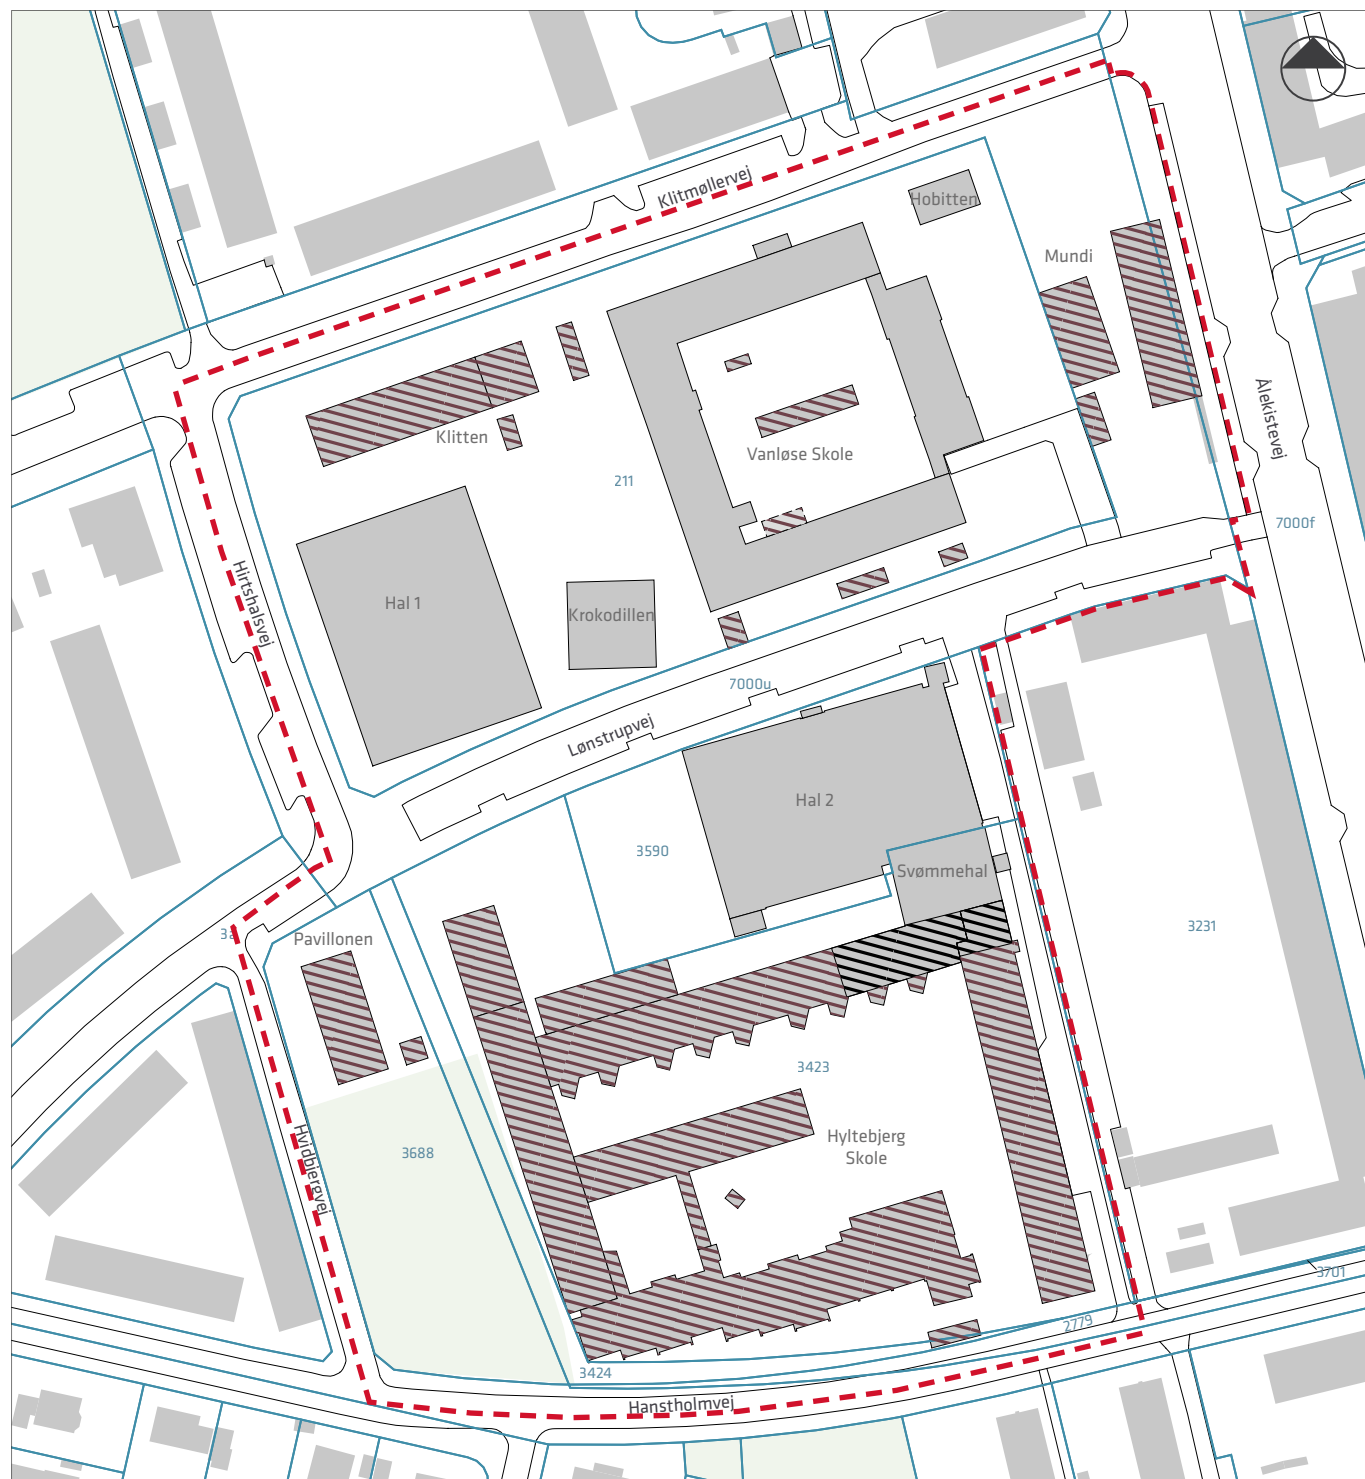 Klitmøllervej
Hobitten
Mundi
Ålekistevej
Klitten
Vanløse Skole
211
7000f
Hirtshalsvej
Hal 1
Krokodillen
7000u
Lønstrupvej
Hal 2
3590
Svømmehal
Pavillonen
3231
3423
Hyltebjerg
Skole
3688
Hvidbjergvej
3701
2779
3424
Hanstholmvej